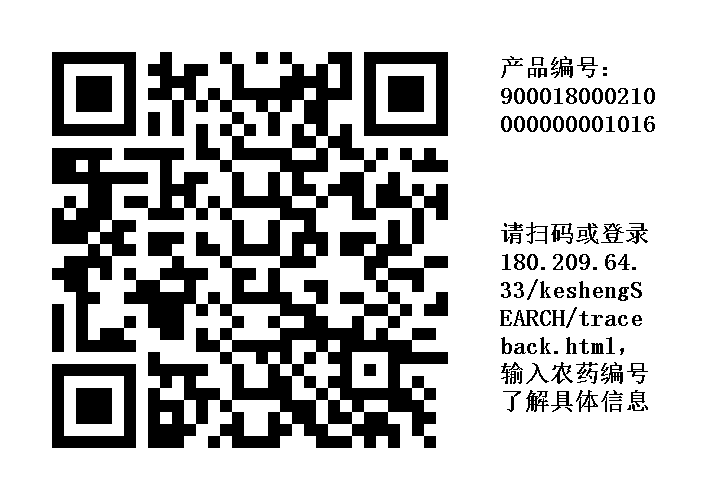 产品编号：
900018000210
000000001016
请扫码或登录
180.209.64.
33/keshengS
EARCH/trace
back.html，
输入农药编号
了解具体信息